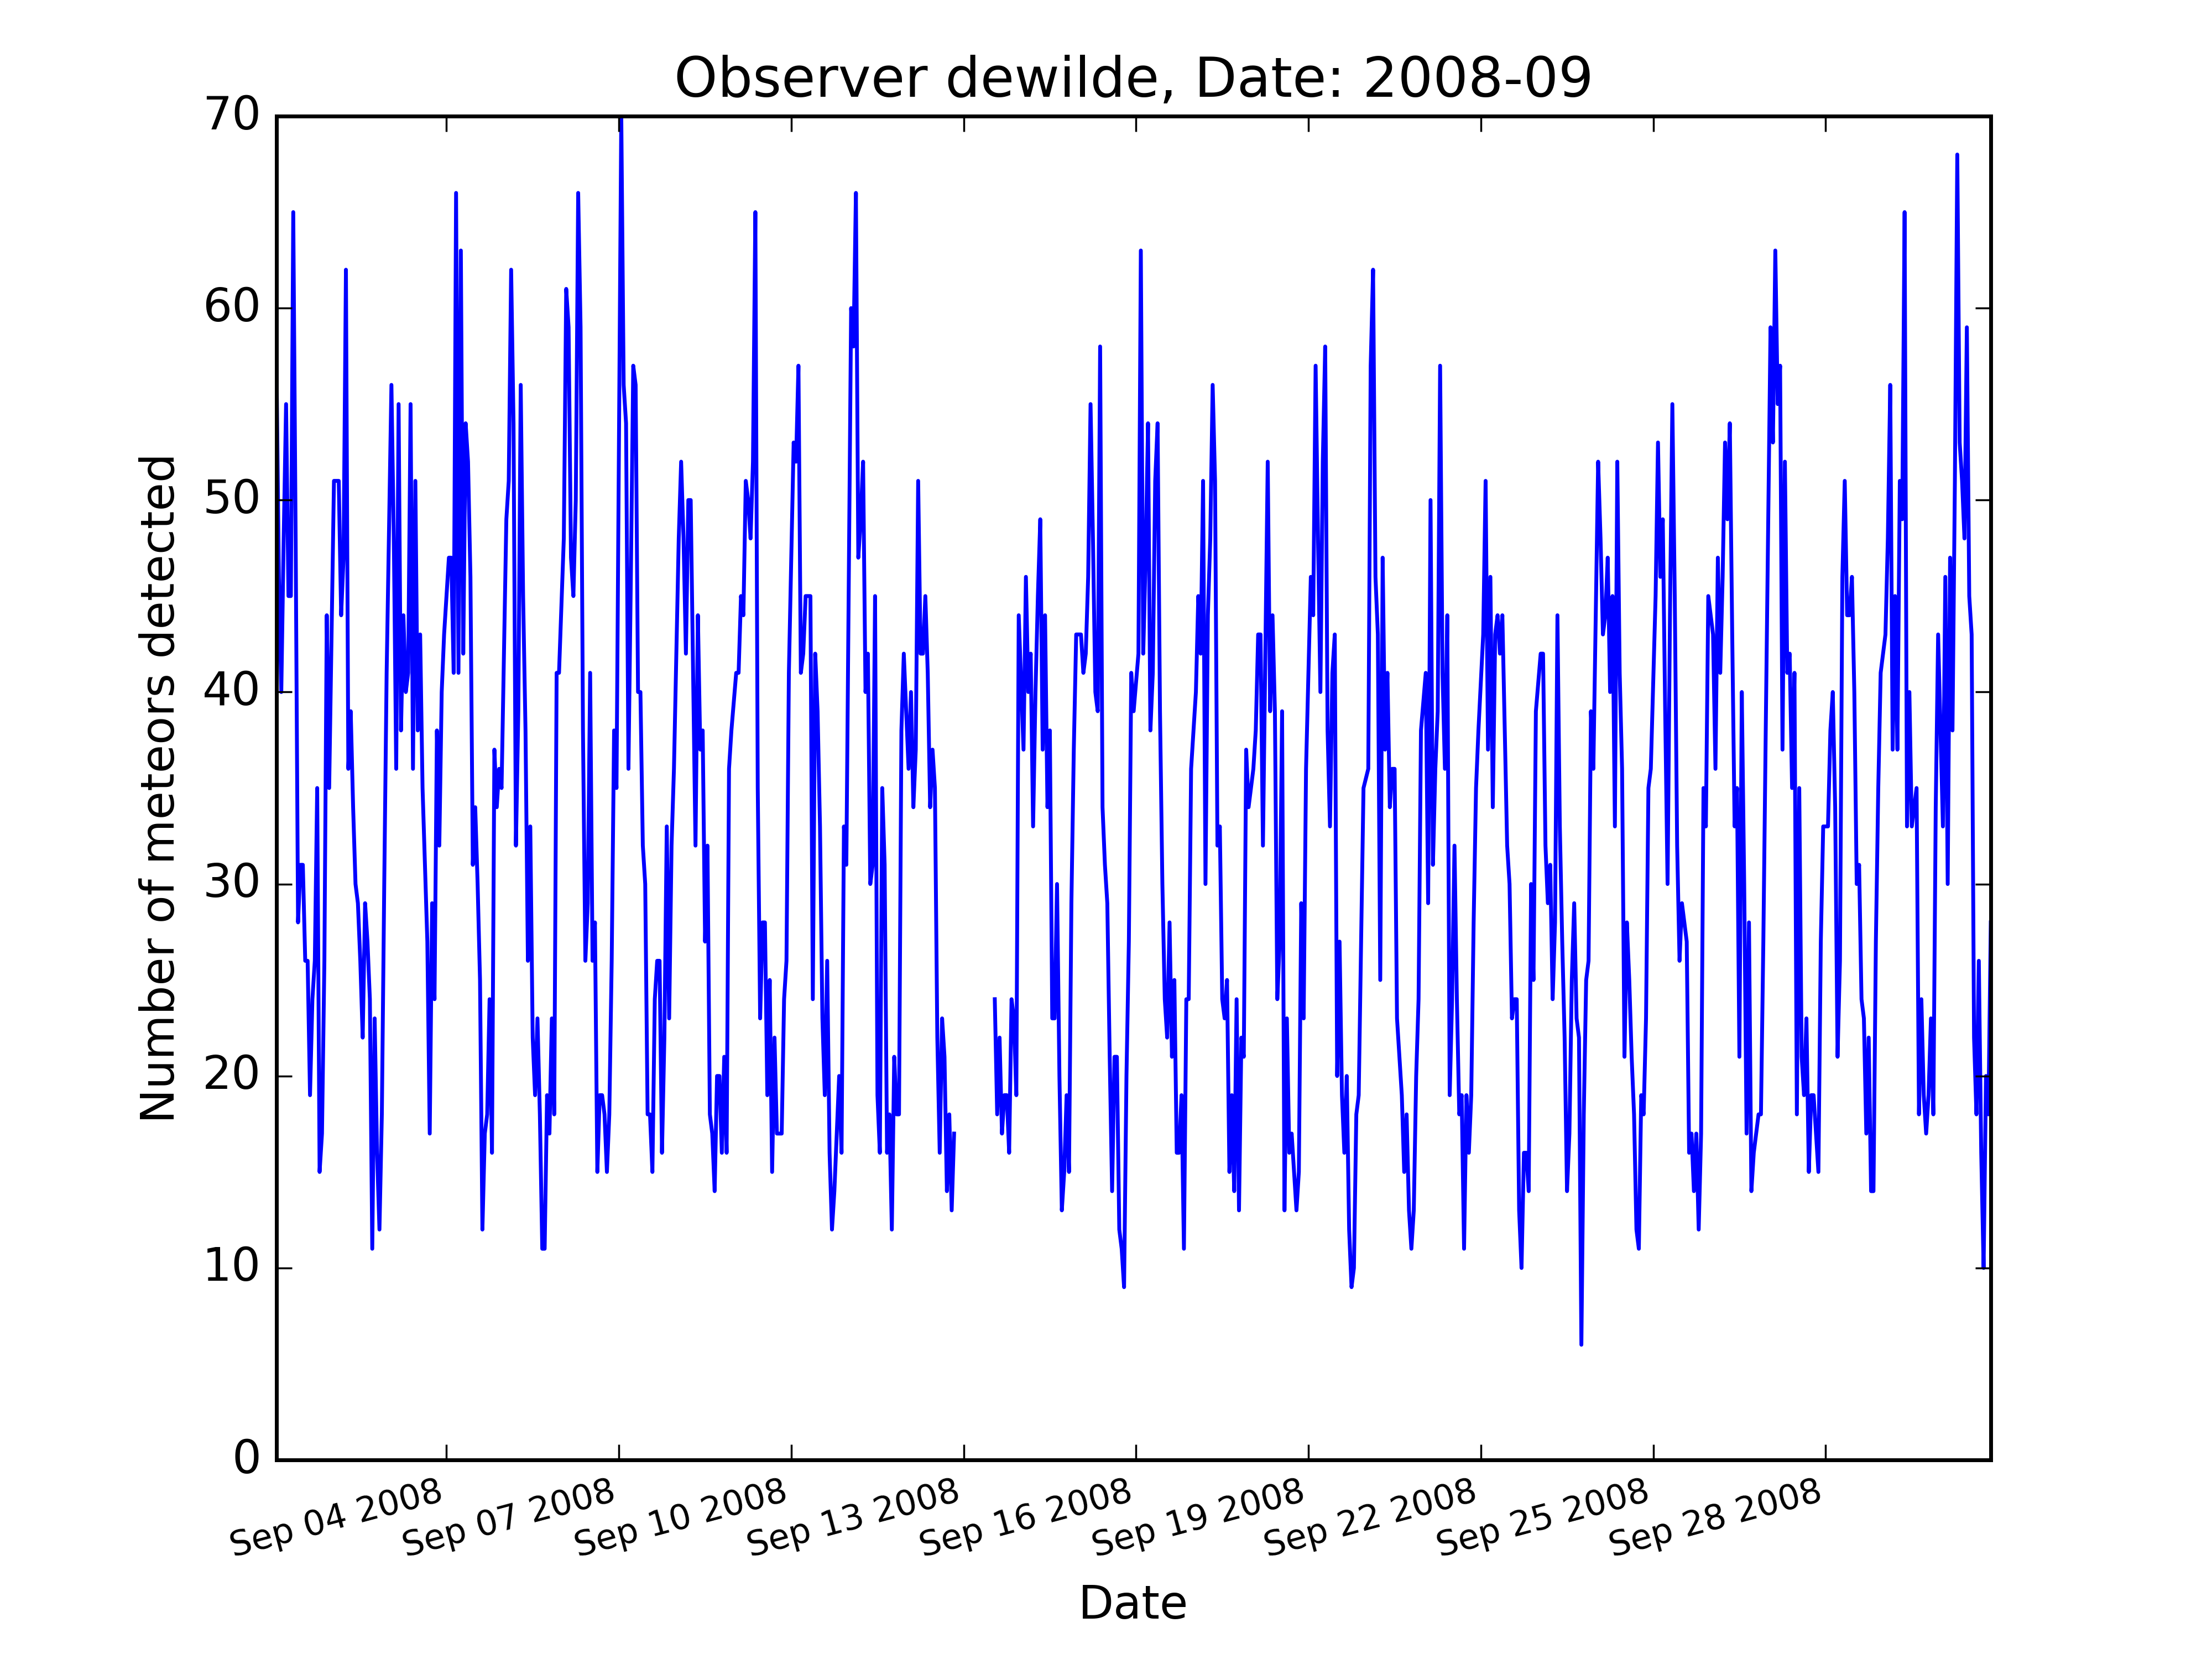 Observer dewilde, Date: 2008-09
70
60
50
40
30
20
10
0
Number of meteors detected
Sep 04 2008
Sep 07 2008
Sep 10 2008
Sep 13 2008
Sep 16 2008
Sep 19 2008
Sep 22 2008
Sep 25 2008
Sep 28 2008
Date